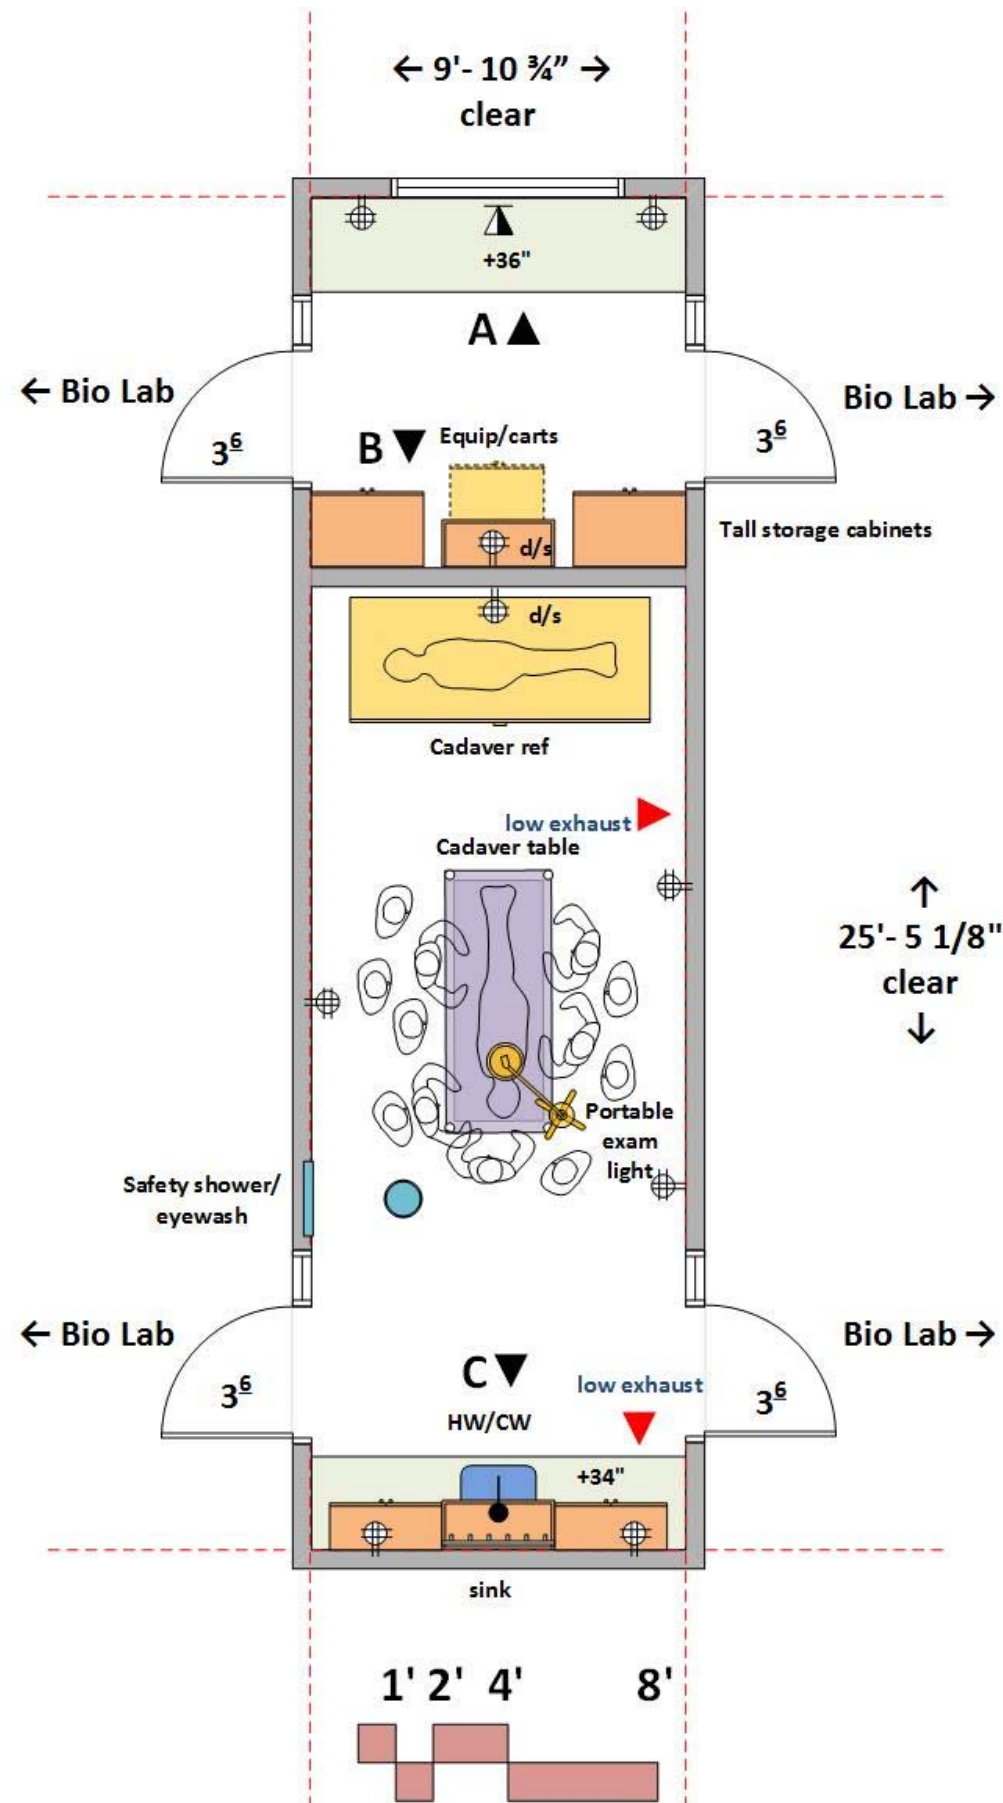 ← 9'- 10 ¾” →
clear
+36"
A ▲
← Bio Lab
Bio Lab →
3⁶
3⁶
B ▼
Equip/carts
Tall storage cabinets
d/s
d/s
Cadaver ref
low exhaust
Cadaver table
↑
25'- 5 1/8"
clear
↓
Portable
exam
light
Safety shower/
eyewash
← Bio Lab
Bio Lab →
C ▼
low exhaust
3⁶
3⁶
HW/CW
+34"
sink
1' 2' 4' 8'